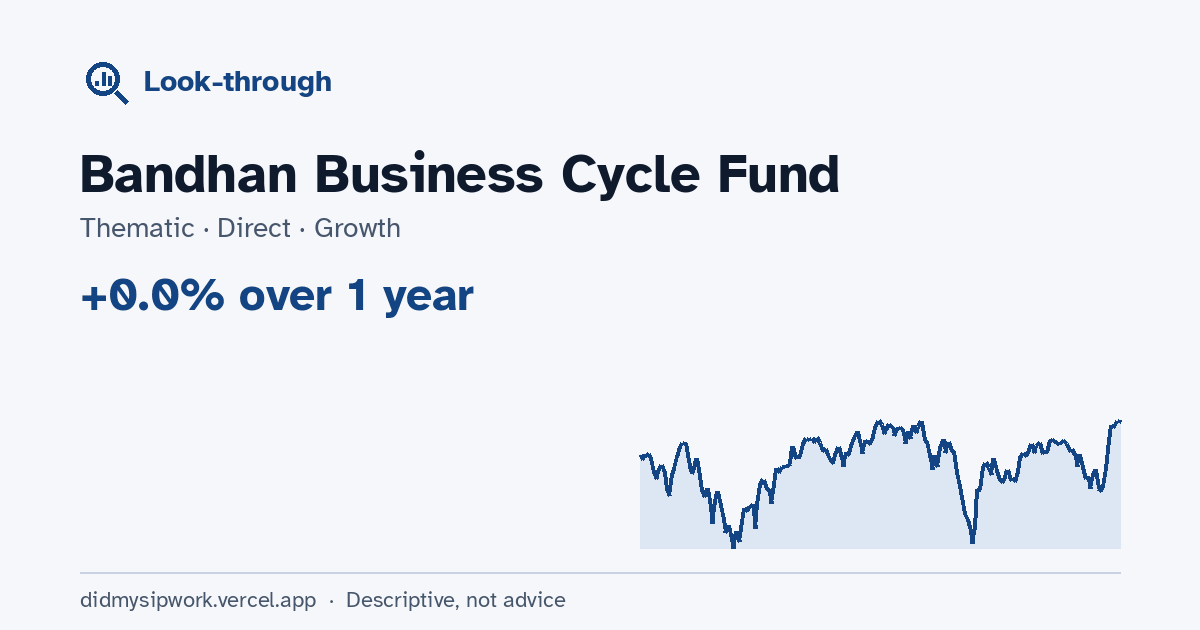 Look-through
Bandhan Business Cycle Fund
Thematic · Direct · Growth
+0.0% over 1 year
didmysipwork.vercel.app · Descriptive, not advice